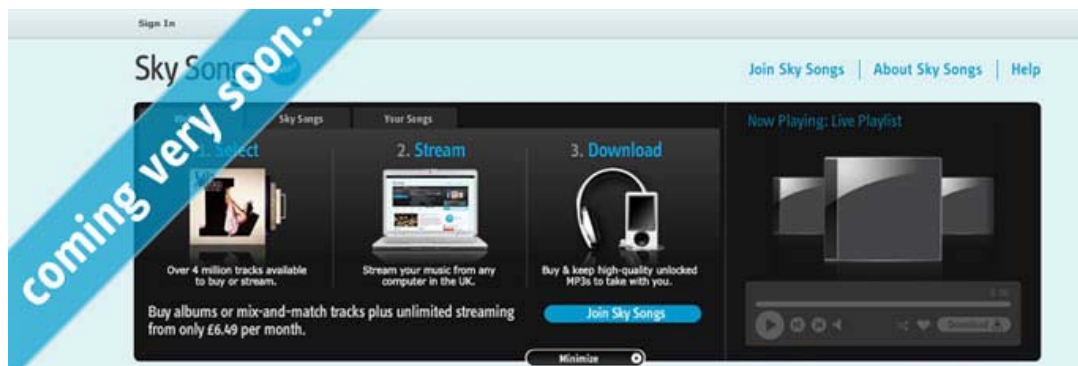 Sign In
coming very soon...
Sky Songs
Join Sky Songs
About Sky Songs
Help
Sky Songs
Your Songs
1. Select
2. Stream
3. Download
Over 4 million tracks available
to buy or stream.
Stream your music from any
computer in the UK.
Buy & keep high-quality unlocked
MP3s to take with you.
Buy albums or mix-and-match tracks plus unlimited streaming
from only £6.49 per month.
Join Sky Songs
Minimize
Now Playing: Live Playlist
Download